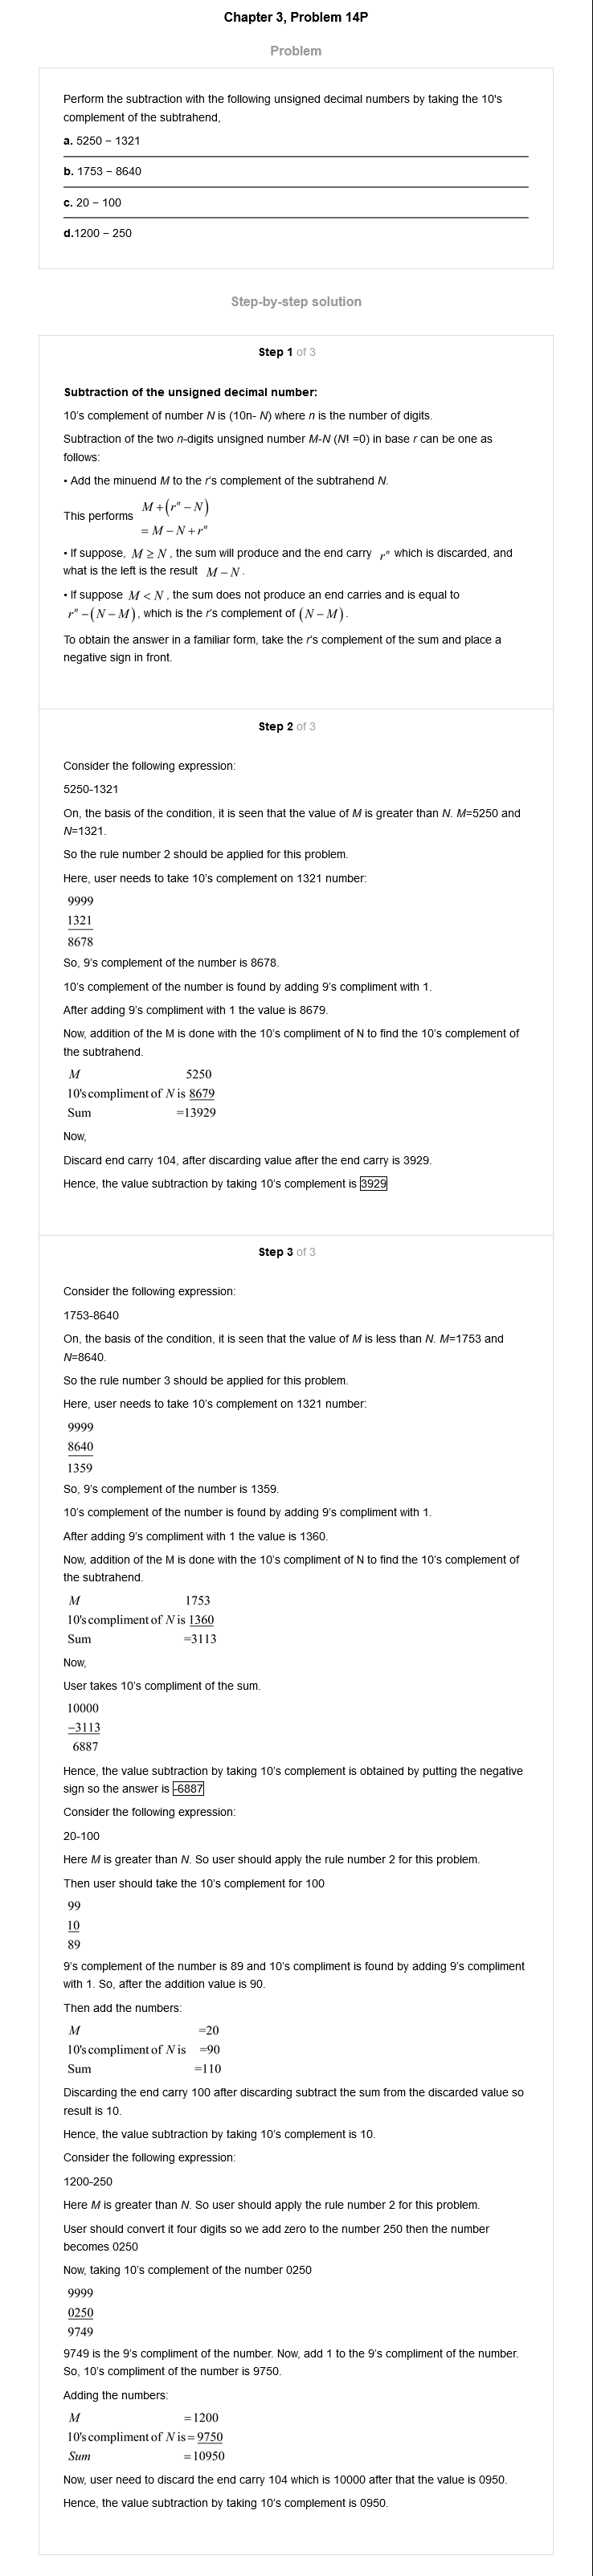 Chapter 3, Problem 14P
Problem
Perform the subtraction with the following unsigned decimal numbers by taking the 10's
complement of the subtrahend,
a. 5250 − 1321
b. 1753 − 8640
c. 20 − 100
d.1200 − 250
Step-by-step solution
Step 1 of 3
Subtraction of the unsigned decimal number:
10's complement of number N is (10n- N) where n is the number of digits.
Subtraction of the two n-digits unsigned number M-N (N! =0) in base r can be one as
follows:
• Add the minuend M to the r's complement of the subtrahend N.
This performs M + (rⁿ − N)
= M − N + rⁿ
• If suppose, M ≥ N , the sum will produce and the end carry rⁿ which is discarded, and
what is the left is the result M − N .
• If suppose M < N , the sum does not produce an end carries and is equal to
rⁿ − (N − M) , which is the r's complement of (N − M) .
To obtain the answer in a familiar form, take the r's complement of the sum and place a
negative sign in front.
Step 2 of 3
Consider the following expression:
5250-1321
On, the basis of the condition, it is seen that the value of M is greater than N. M=5250 and
N=1321.
So the rule number 2 should be applied for this problem.
Here, user needs to take 10's complement on 1321 number:
9999
1321
8678
So, 9's complement of the number is 8678.
10's complement of the number is found by adding 9's compliment with 1.
After adding 9's compliment with 1 the value is 8679.
Now, addition of the M is done with the 10's compliment of N to find the 10's complement of
the subtrahend.
M 5250
10's compliment of N is 8679
Sum =13929
Now,
Discard end carry 104, after discarding value after the end carry is 3929.
Hence, the value subtraction by taking 10's complement is 3929
Step 3 of 3
Consider the following expression:
1753-8640
On, the basis of the condition, it is seen that the value of M is less than N. M=1753 and
N=8640.
So the rule number 3 should be applied for this problem.
Here, user needs to take 10's complement on 1321 number:
9999
8640
1359
So, 9's complement of the number is 1359.
10's complement of the number is found by adding 9's compliment with 1.
After adding 9's compliment with 1 the value is 1360.
Now, addition of the M is done with the 10's compliment of N to find the 10's complement of
the subtrahend.
M 1753
10's compliment of N is 1360
Sum =3113
Now,
User takes 10's compliment of the sum.
10000
−3113
6887
Hence, the value subtraction by taking 10's complement is obtained by putting the negative
sign so the answer is -6887
Consider the following expression:
20-100
Here M is greater than N. So user should apply the rule number 2 for this problem.
Then user should take the 10's complement for 100
99
10
89
9's complement of the number is 89 and 10's compliment is found by adding 9's compliment
with 1. So, after the addition value is 90.
Then add the numbers:
M =20
10's compliment of N is =90
Sum =110
Discarding the end carry 100 after discarding subtract the sum from the discarded value so
result is 10.
Hence, the value subtraction by taking 10's complement is 10.
Consider the following expression:
1200-250
Here M is greater than N. So user should apply the rule number 2 for this problem.
User should convert it four digits so we add zero to the number 250 then the number
becomes 0250
Now, taking 10's complement of the number 0250
9999
0250
9749
9749 is the 9's compliment of the number. Now, add 1 to the 9's compliment of the number.
So, 10's compliment of the number is 9750.
Adding the numbers:
M =1200
10's compliment of N is = 9750
Sum =10950
Now, user need to discard the end carry 104 which is 10000 after that the value is 0950.
Hence, the value subtraction by taking 10's complement is 0950.